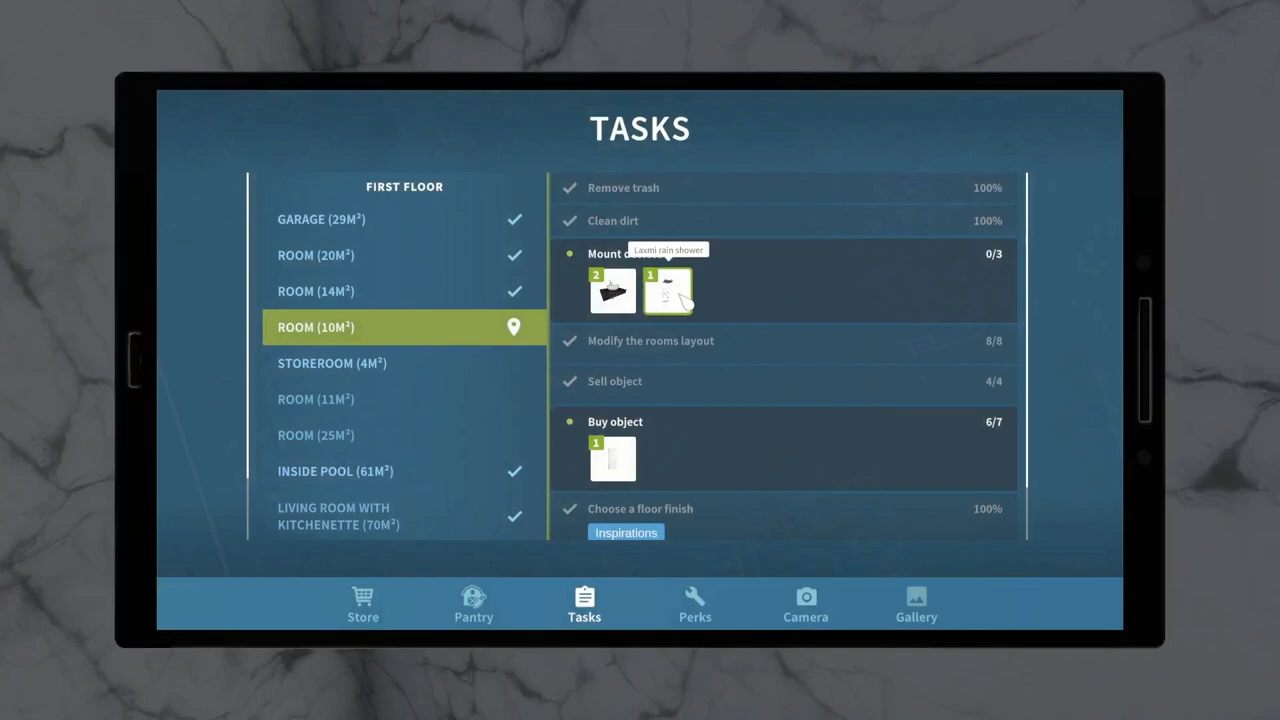 TASKS
FIRST FLOOR
GARAGE (29M²)
ROOM (20M²)
ROOM (14M²)
ROOM (10M²)
STOREROOM (4M²)
ROOM (11M²)
ROOM (25M²)
INSIDE POOL (61M²)
LIVING ROOM WITH
KITCHENETTE (70M²)
Remove trash 100%
Clean dirt 100%
Laxmi rain shower
Mount 0/3
2 1
Modify the rooms layout 8/8
Sell object 4/4
Buy object 6/7
1
Choose a floor finish 100%
Inspirations
Store Pantry Tasks Perks Camera Gallery